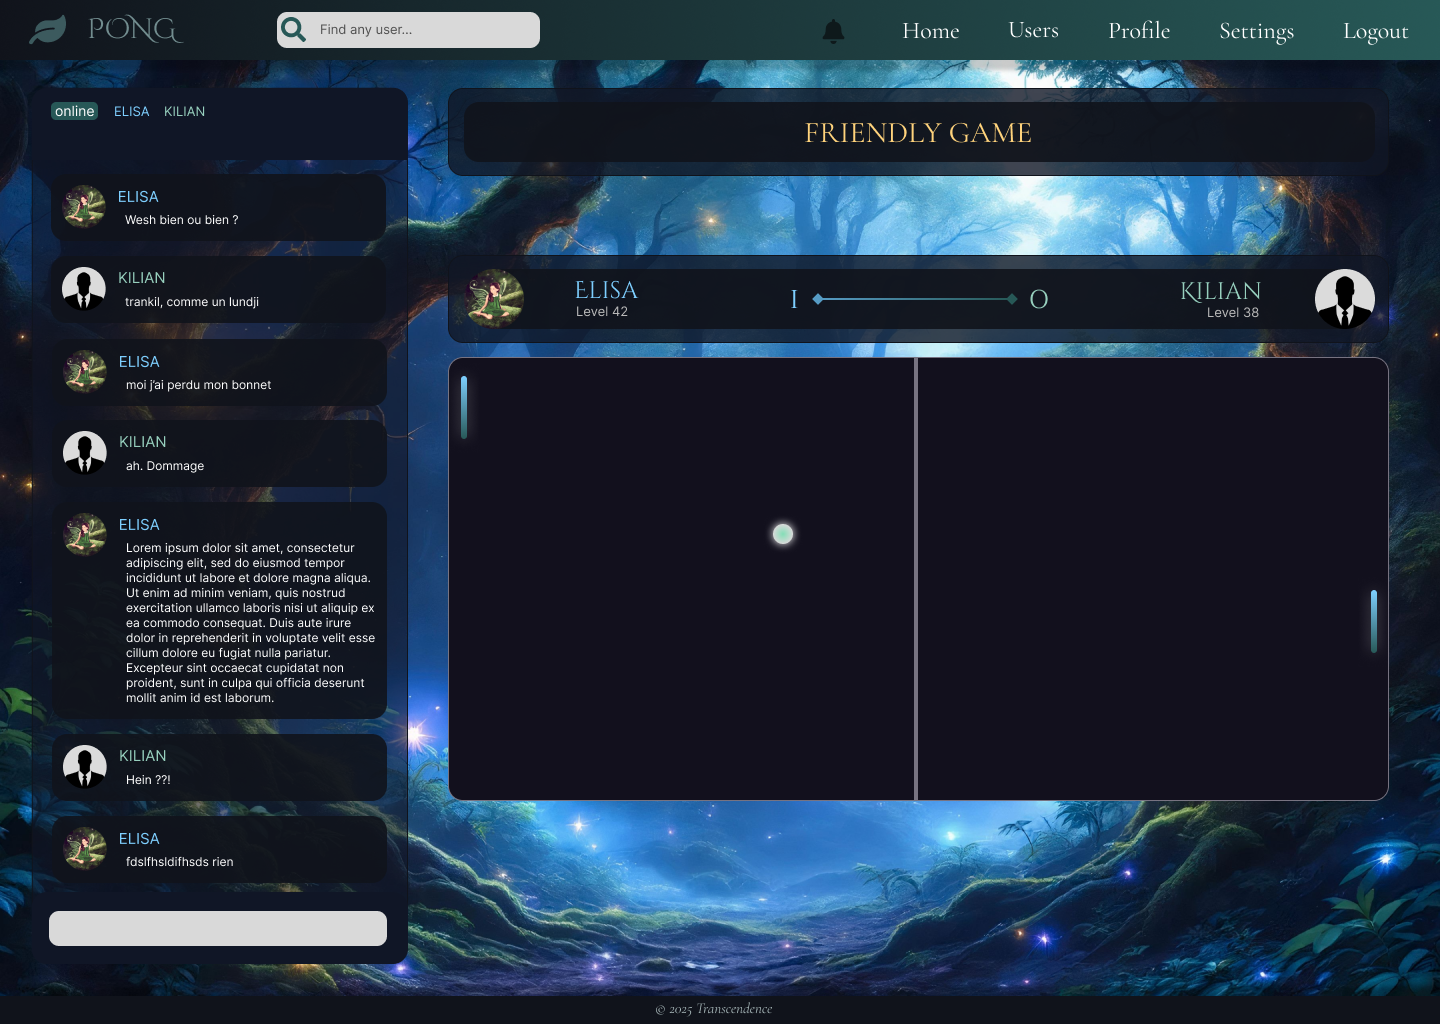 PONG
Find any user...
Home
Users
Profile
Settings
Logout
online
ELISA
KILIAN
ELISA
Wesh bien ou bien ?
KILIAN
trankil, comme un lundji
ELISA
moi j'ai perdu mon bonnet
KILIAN
ah. Dommage
ELISA
Lorem ipsum dolor sit amet, consectetur
adipiscing elit, sed do eiusmod tempor
incididunt ut labore et dolore magna aliqua.
Ut enim ad minim veniam, quis nostrud
exercitation ullamco laboris nisi ut aliquip ex
ea commodo consequat. Duis aute irure
dolor in reprehenderit in voluptate velit esse
cillum dolore eu fugiat nulla pariatur.
Excepteur sint occaecat cupidatat non
proident, sunt in culpa qui officia deserunt
mollit anim id est laborum.
KILIAN
Hein ??!
ELISA
fdslfhsldifhsds rien
FRIENDLY GAME
ELISA
Level 42
I
O
KILIAN
Level 38
© 2025 Transcendence